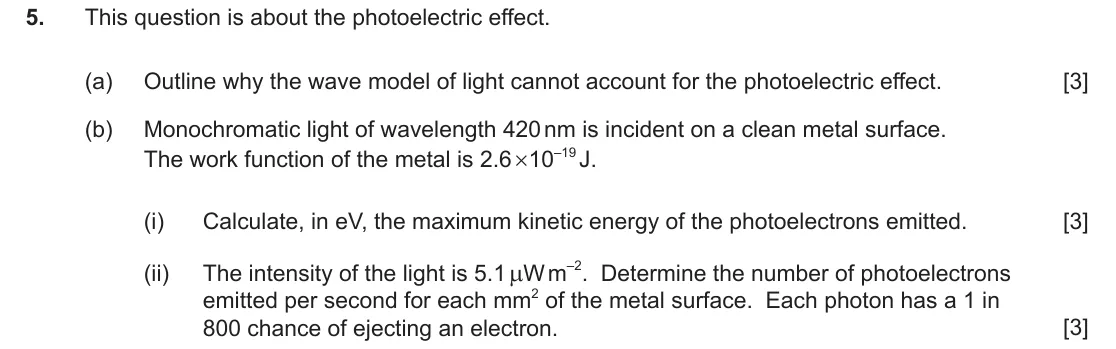 5. This question is about the photoelectric effect.
(a) Outline why the wave model of light cannot account for the photoelectric effect. [3]
(b) Monochromatic light of wavelength 420 nm is incident on a clean metal surface.
The work function of the metal is 2.6×10⁻¹⁹ J.
(i) Calculate, in eV, the maximum kinetic energy of the photoelectrons emitted. [3]
(ii) The intensity of the light is 5.1 μW m⁻². Determine the number of photoelectrons
emitted per second for each mm² of the metal surface. Each photon has a 1 in
800 chance of ejecting an electron. [3]